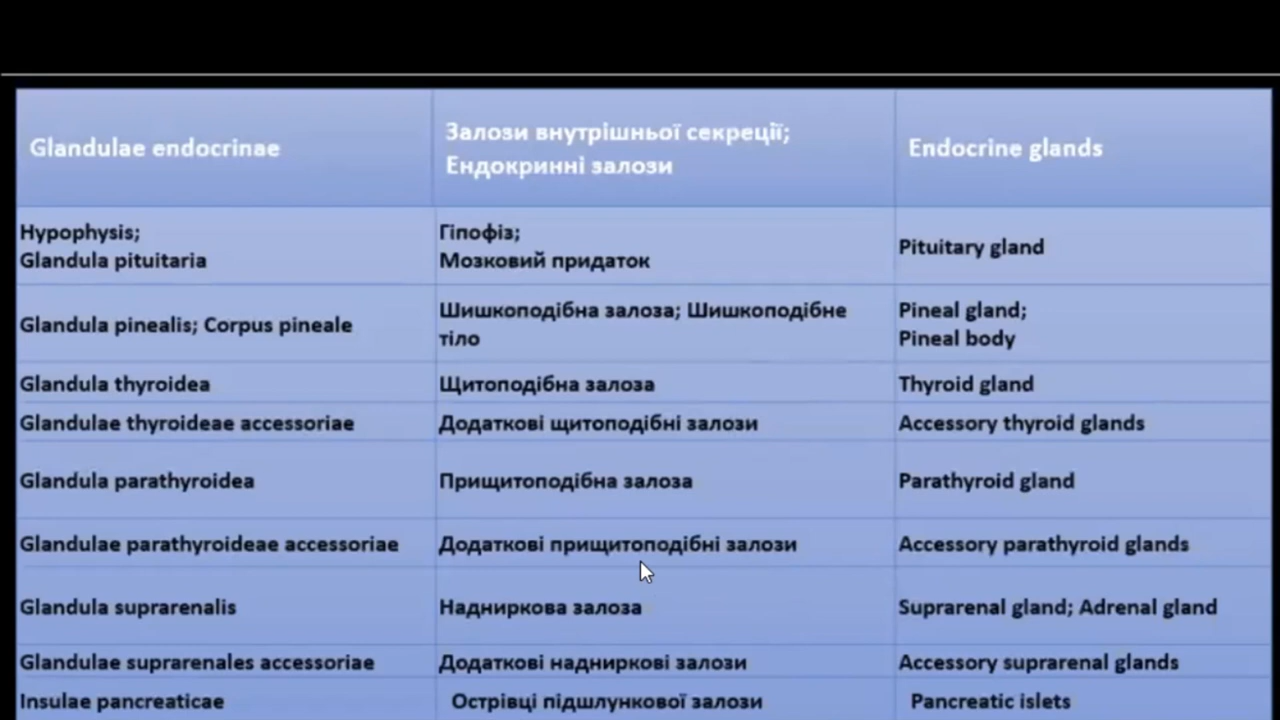 Glandulae endocrinae
Залози внутрішньої секреції;
Ендокринні залози
Endocrine glands
Hypophysis;
Glandula pituitaria
Гіпофіз;
Мозковий придаток
Pituitary gland
Glandula pinealis; Corpus pineale
Шишкоподібна залоза; Шишкоподібне
тіло
Pineal gland;
Pineal body
Glandula thyroidea
Щитоподібна залоза
Thyroid gland
Glandulae thyroideae accessoriae
Додаткові щитоподібні залози
Accessory thyroid glands
Glandula parathyroidea
Прищитоподібна залоза
Parathyroid gland
Glandulae parathyroideae accessoriae
Додаткові прищитоподібні залози
Accessory parathyroid glands
Glandula suprarenalis
Надниркова залоза
Suprarenal gland; Adrenal gland
Glandulae suprarenales accessoriae
Додаткові надниркові залози
Accessory suprarenal glands
Insulae pancreaticae
Острівці підшлункової залози
Pancreatic islets